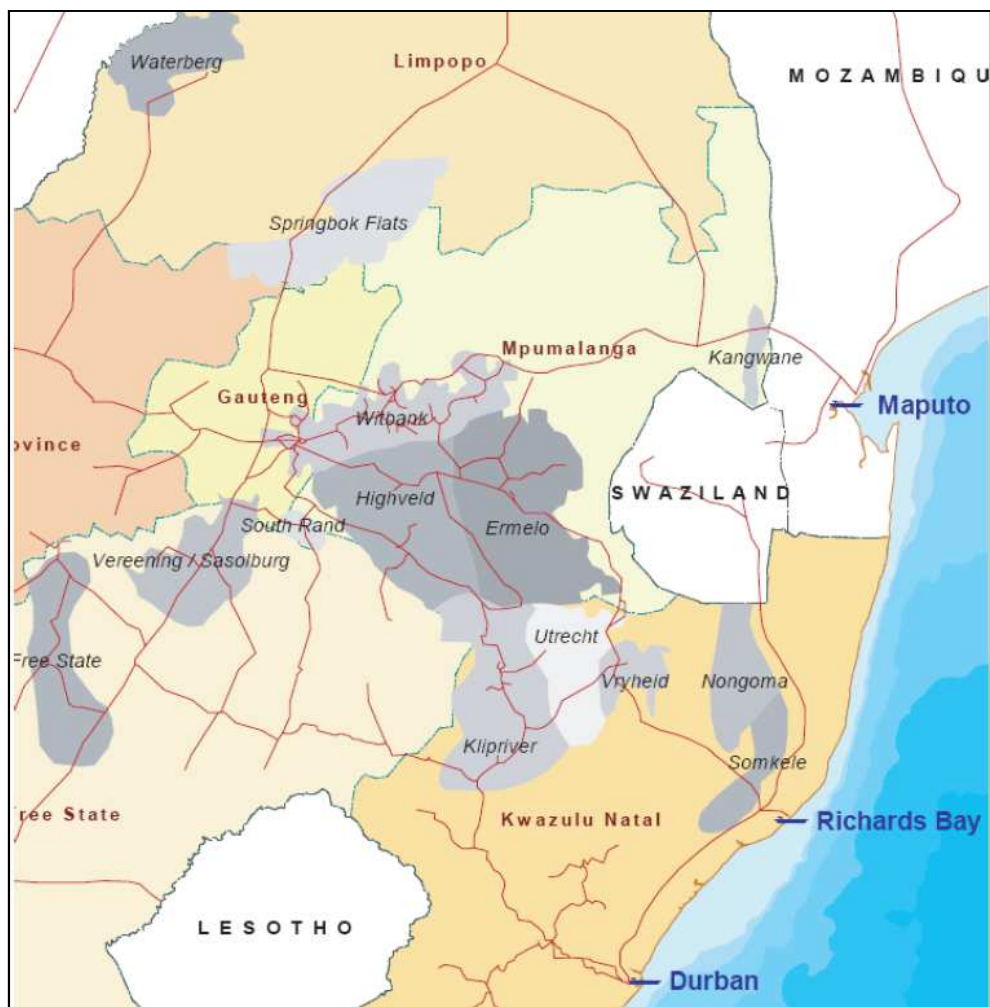 Waterberg
Limpopo
MOZAMBIQU
Springbok Flats
Mpumalanga
Kangwane
Gauteng
Maputo
Witbank
ovince
Highveld
SWAZILAND
South Rand
Ermelo
Vereening / Sasolburg
Utrecht
Free State
Vryheid
Nongoma
Klipriver
Somkele
Free State
Kwazulu Natal
Richards Bay
LESOTHO
Durban